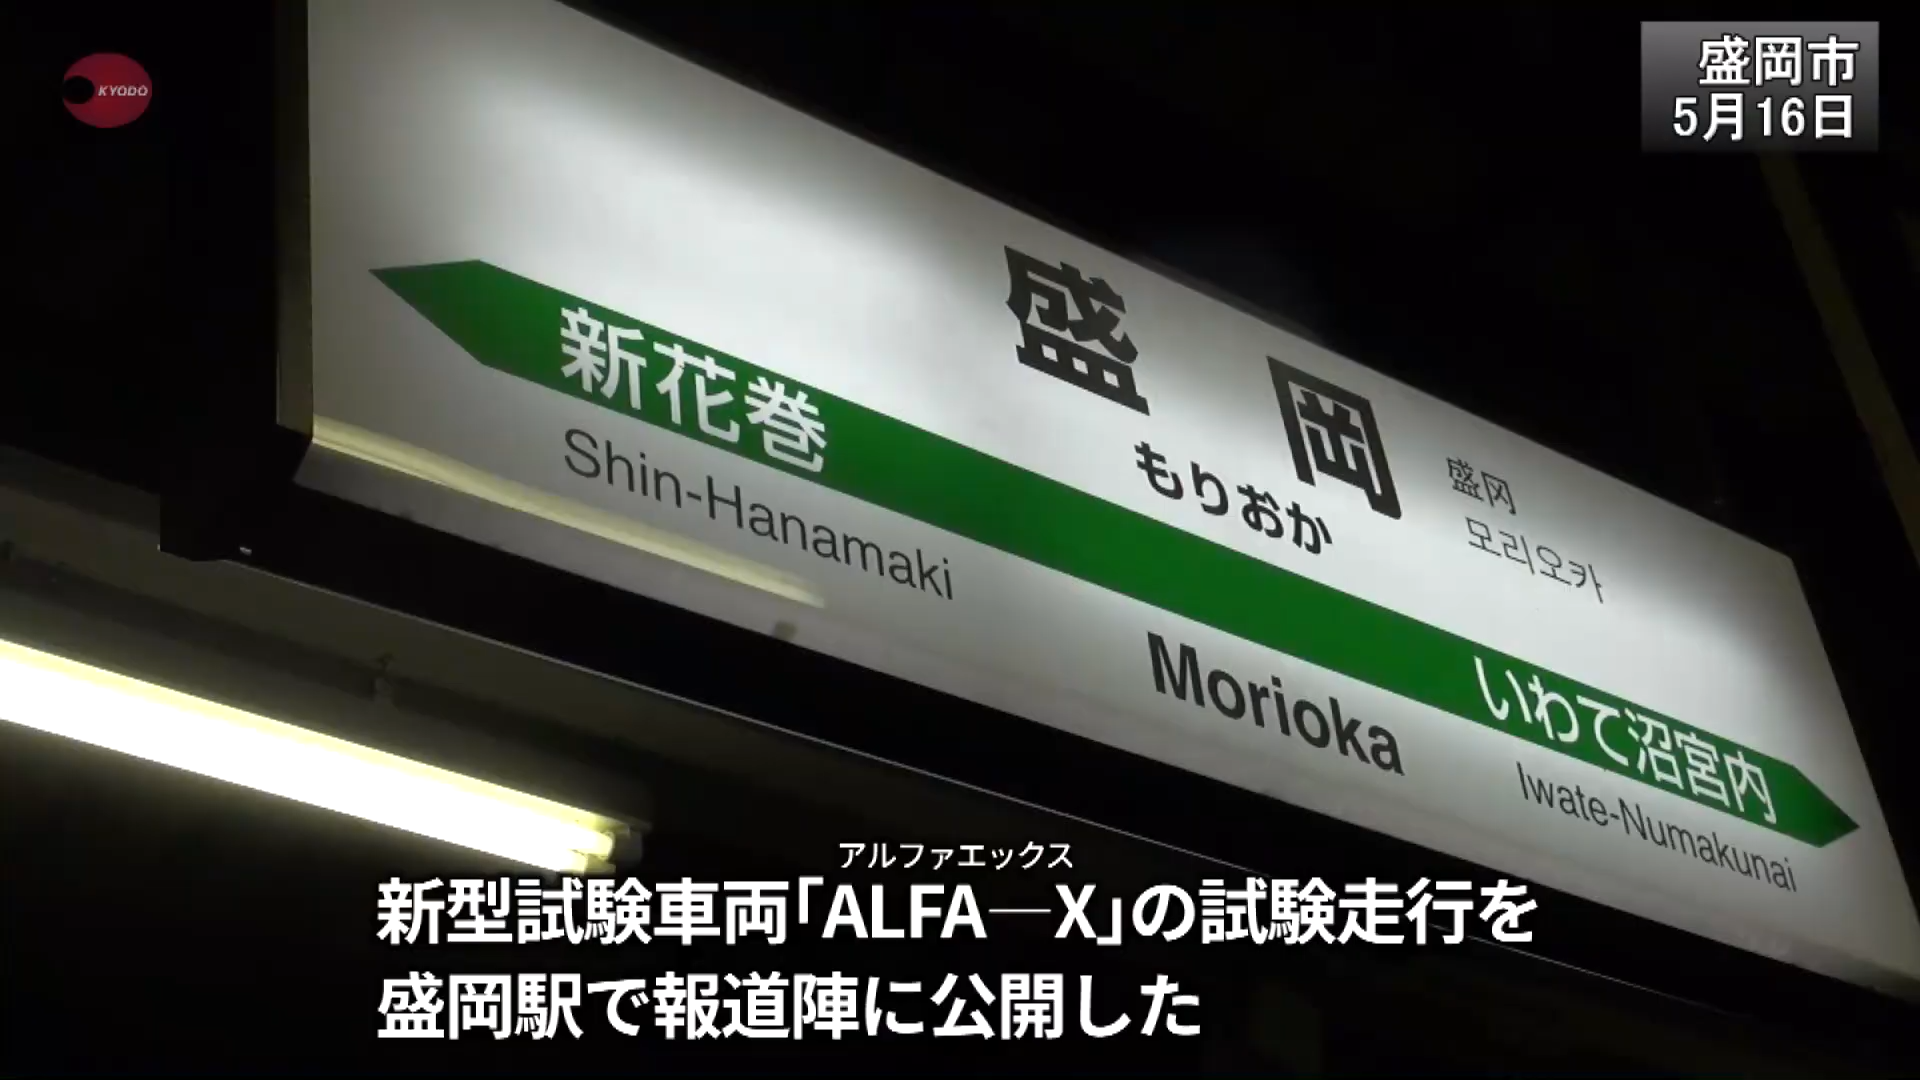 KYODO
盛岡市
5月16日
盛岡
もりおか
盛冈
모리오카
新花巻
Shin-Hanamaki
Morioka
いわて沼宮内
Iwate-Numakunai
アルファエックス
新型試験車両「ALFA―X」の試験走行を
盛岡駅で報道陣に公開した